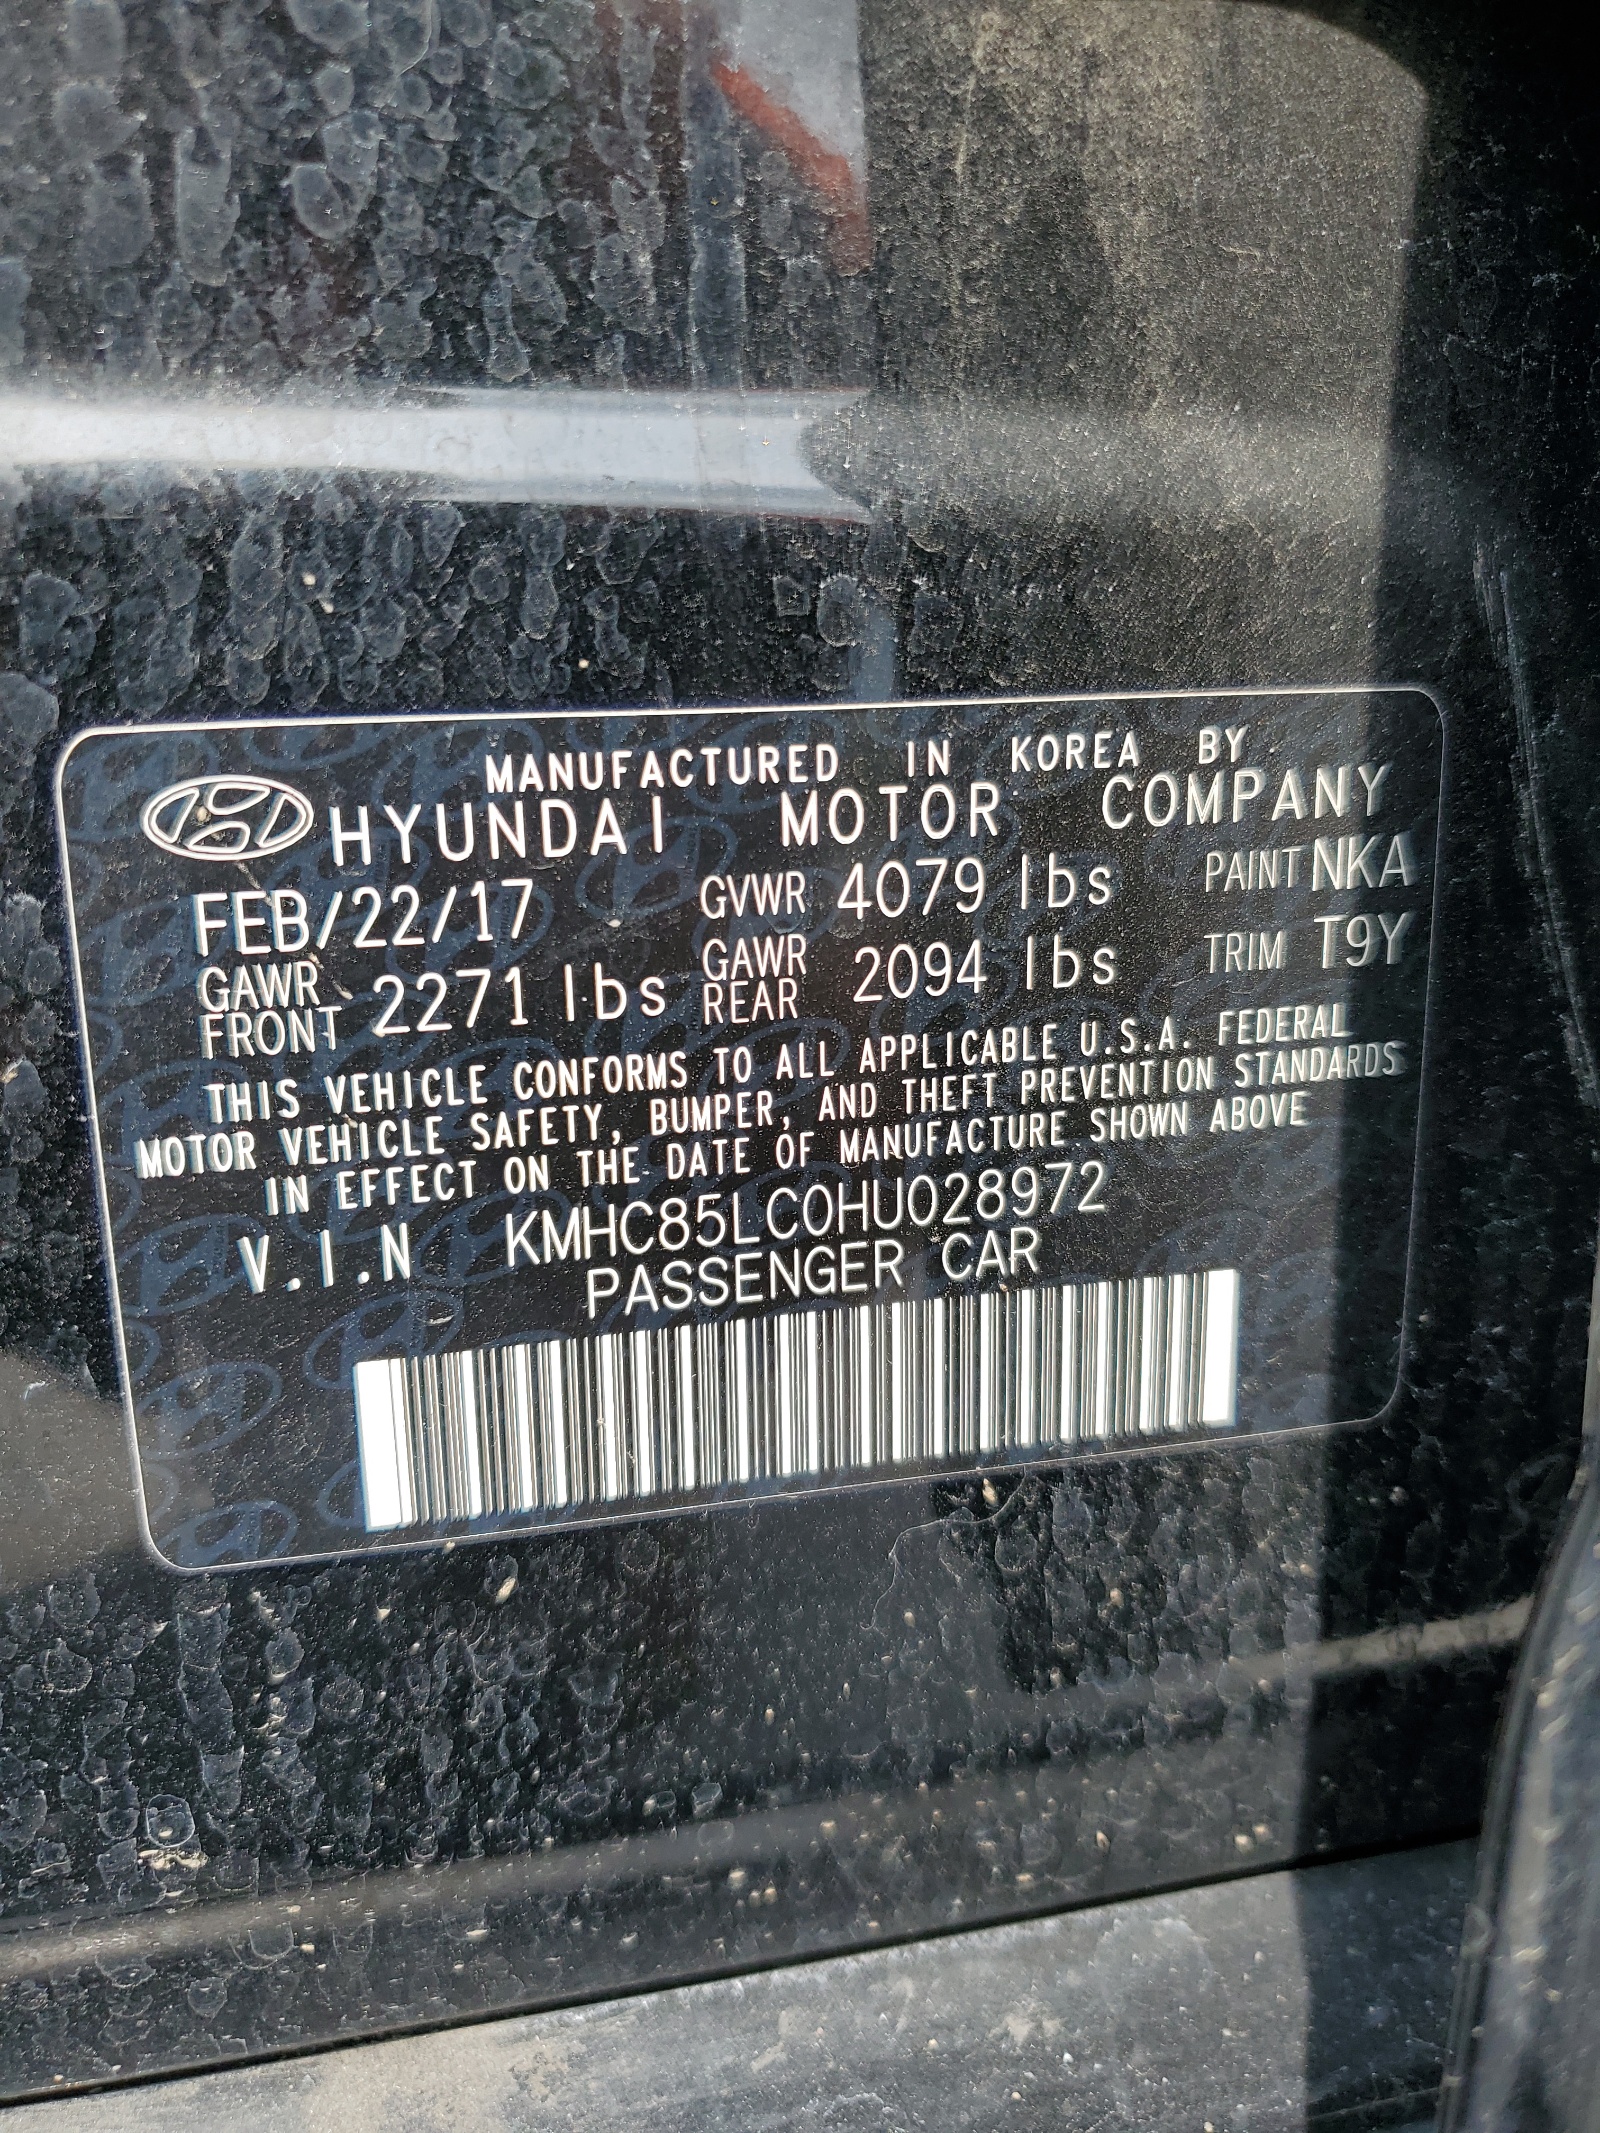 MANUFACTURED IN KOREA BY
HYUNDAI MOTOR COMPANY
FEB/22/17 GVWR 4079 lbs PAINT NKA
GAWR FRONT 2271 lbs GAWR REAR 2094 lbs TRIM T9Y
THIS VEHICLE CONFORMS TO ALL APPLICABLE U.S.A. FEDERAL
MOTOR VEHICLE SAFETY, BUMPER, AND THEFT PREVENTION STANDARDS
IN EFFECT ON THE DATE OF MANUFACTURE SHOWN ABOVE
V.I.N KMHC85LC0HU028972
PASSENGER CAR